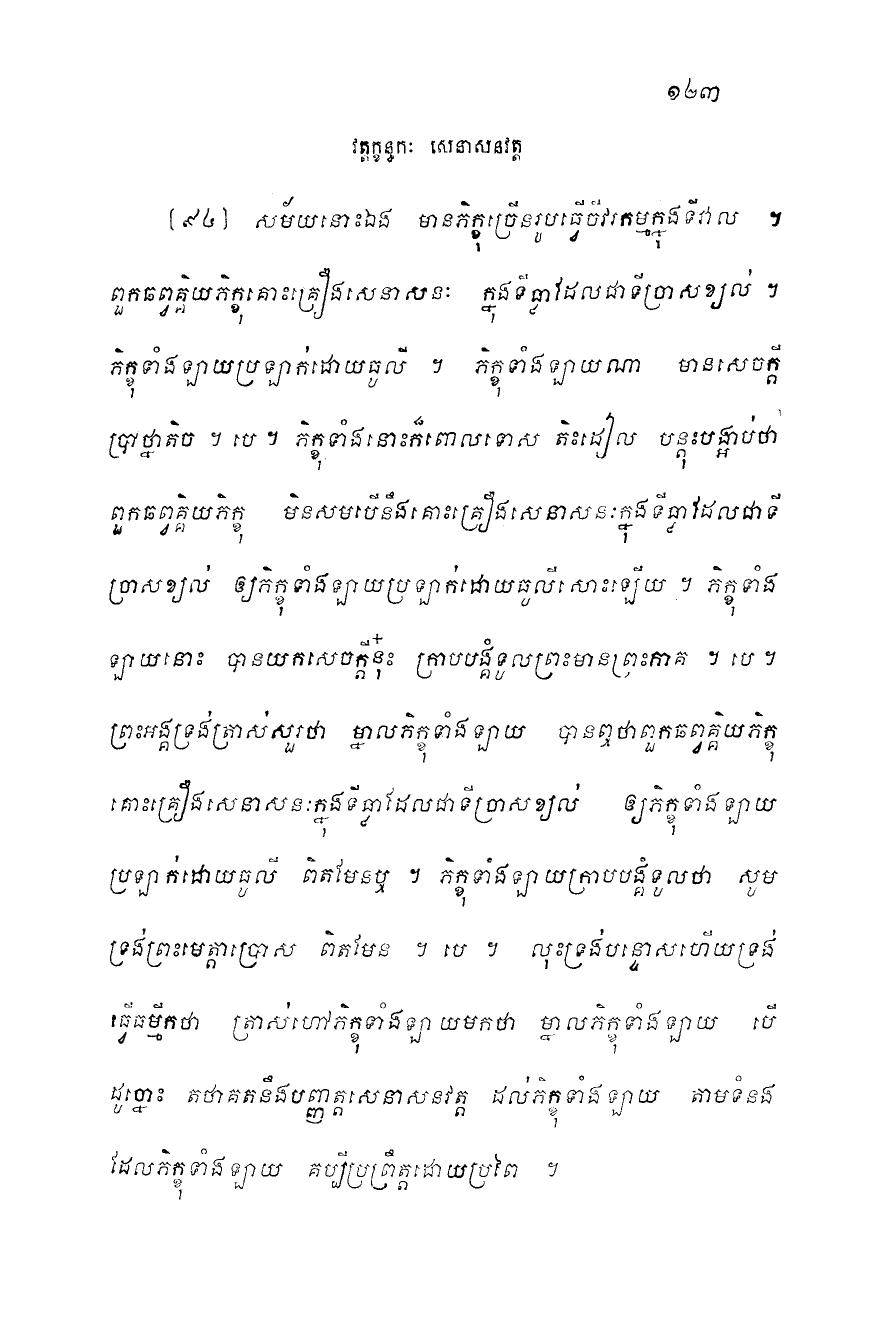 ១៤៣
វត្តក្ខន្ធកៈ សេនាសនវត្ត
[៩៤] សម័យនោះឯង មានភិក្ខុច្រើនរូបធ្វើចីវរកម្មក្នុងទីវាល ។
ពួកឆព្វគ្គិយភិក្ខុគោះគ្រឿងសេនាសនៈ ក្នុងទីធ្លាដែលជាទីប្រាសខ្យល់ ។
ភិក្ខុទាំងឡាយប្រឡាក់ដោយធូលី ។ ភិក្ខុទាំងឡាយណា មានសេចក្តី
ប្រាថ្នាតិច ។ បេ ។ ភិក្ខុទាំងនោះក៏ពោលទោស តិះដៀល បន្តុះបង្អាប់ថា
ពួកឆព្វគ្គិយភិក្ខុ មិនសមបើនឹងគោះគ្រឿងសេនាសនៈក្នុងទីធ្លាដែលជាទី
ប្រាសខ្យល់ ឲ្យភិក្ខុទាំងឡាយប្រឡាក់ដោយធូលីសោះឡើយ ។ ភិក្ខុទាំង
ឡាយនោះ បានយកសេចក្តីនុ៎ះ ក្រាបបង្គំទូលព្រះមានព្រះភាគ ។ បេ ។
ព្រះអង្គទ្រង់ត្រាស់សួរថា ម្នាលភិក្ខុទាំងឡាយ បានឮថាពួកឆព្វគ្គិយភិក្ខុ
គោះគ្រឿងសេនាសនៈក្នុងទីធ្លាដែលជាទីប្រាសខ្យល់ ឲ្យភិក្ខុទាំងឡាយ
ប្រឡាក់ដោយធូលី ពិតមែនឬ ។ ភិក្ខុទាំងឡាយក្រាបបង្គំទូលថា សូម
ទ្រង់ព្រះមេត្តាប្រោស ពិតមែន ។ បេ ។ លុះទ្រង់បន្ទោសហើយទ្រង់
ធ្វើធម្មីកថា ត្រាស់ហៅភិក្ខុទាំងឡាយមកថា ម្នាលភិក្ខុទាំងឡាយ បើ
ដូច្នោះ តថាគតនឹងបញ្ញត្តសេនាសនវត្ត ដល់ភិក្ខុទាំងឡាយ តាមទំនង
ដែលភិក្ខុទាំងឡាយ គប្បីប្រព្រឹត្តដោយប្រពៃ ។